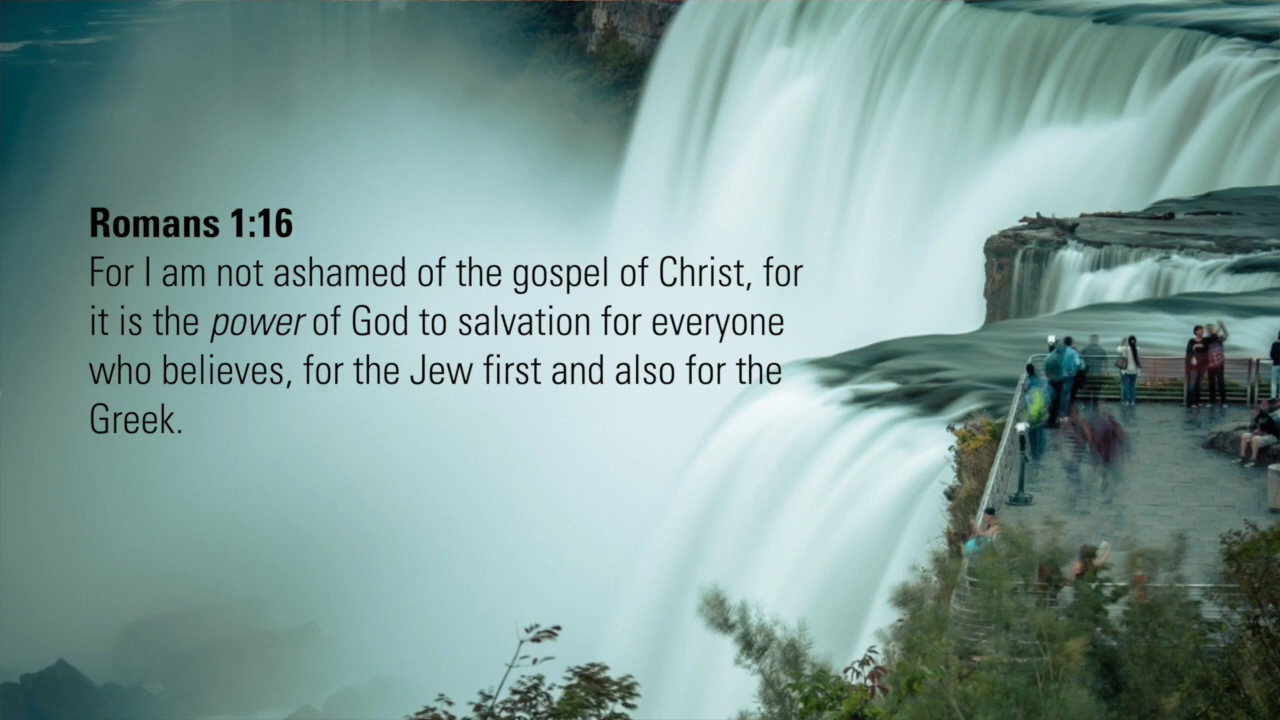 Romans 1:16
For I am not ashamed of the gospel of Christ, for
it is the power of God to salvation for everyone
who believes, for the Jew first and also for the
Greek.